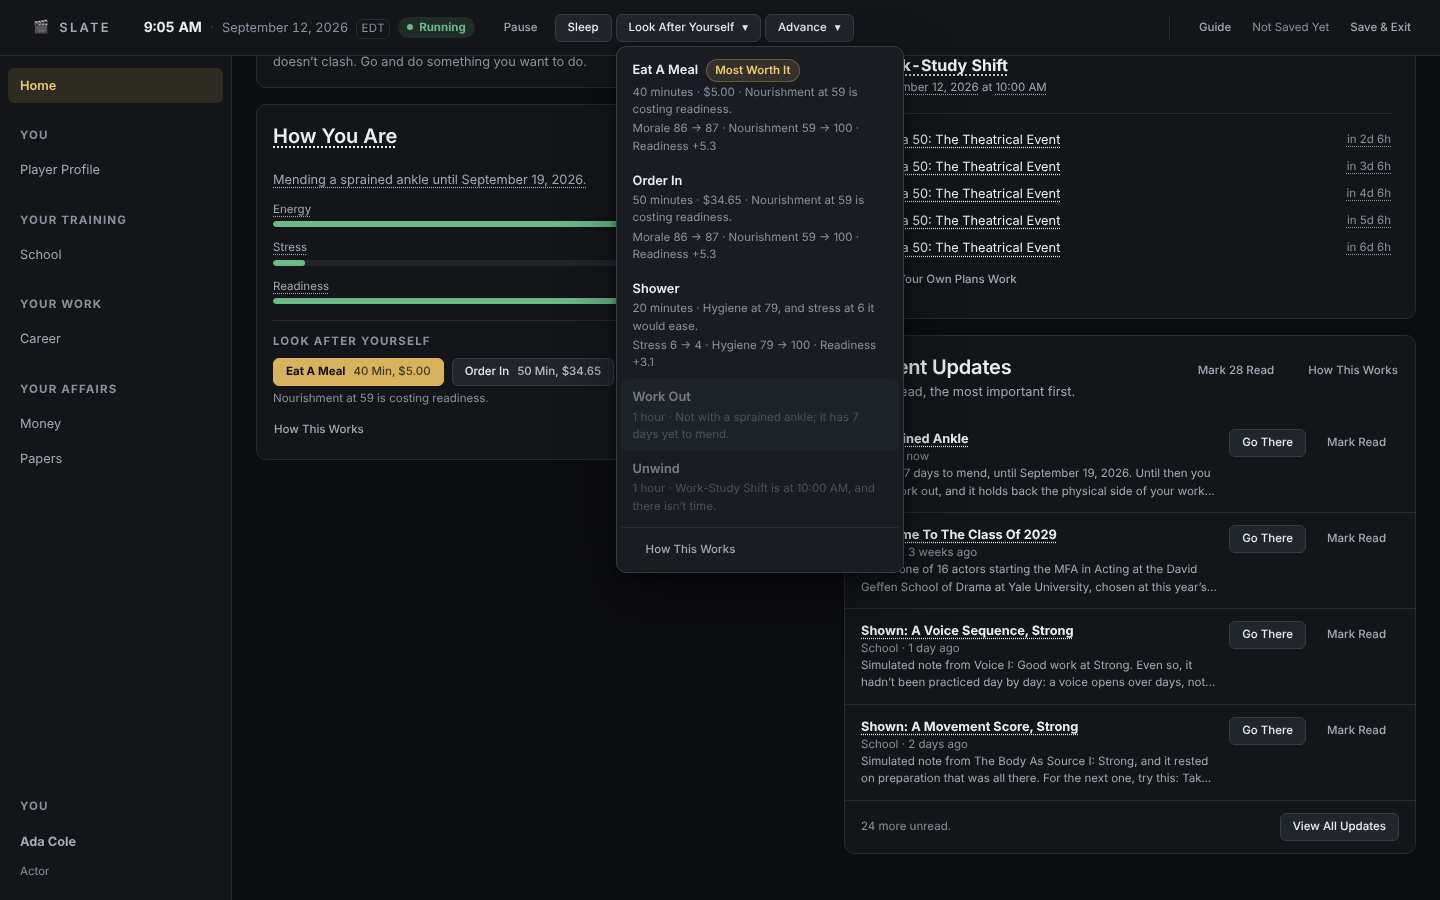 SLATE
9:05 AM · September 12, 2026 EDT Running
Pause
Sleep
Look After Yourself ▾
Advance ▾
Guide
Not Saved Yet
Save & Exit
Home
YOU
Player Profile
YOUR TRAINING
School
YOUR WORK
Career
YOUR AFFAIRS
Money
Papers
YOU
Ada Cole
Actor
doesn't clash. Go and do something you want to do.
How You Are
Mending a sprained ankle until September 19, 2026.
Energy
Stress
Readiness
LOOK AFTER YOURSELF
Eat A Meal 40 Min, $5.00
Order In 50 Min, $34.65
Nourishment at 59 is costing readiness.
How This Works
Eat A Meal Most Worth It
40 minutes · $5.00 · Nourishment at 59 is
costing readiness.
Morale 86 → 87 · Nourishment 59 → 100 ·
Readiness +5.3
Order In
50 minutes · $34.65 · Nourishment at 59 is
costing readiness.
Morale 86 → 87 · Nourishment 59 → 100 ·
Readiness +5.3
Shower
20 minutes · Hygiene at 79, and stress at 6 it
would ease.
Stress 6 → 4 · Hygiene 79 → 100 · Readiness
+3.1
Work Out
1 hour · Not with a sprained ankle; it has 7
days yet to mend.
Unwind
1 hour · Work-Study Shift is at 10:00 AM, and
there isn't time.
How This Works
k-Study Shift
12, 2026 at 10:00 AM
50: The Theatrical Event
in 2d 6h
50: The Theatrical Event
in 3d 6h
50: The Theatrical Event
in 4d 6h
50: The Theatrical Event
in 5d 6h
50: The Theatrical Event
in 6d 6h
Your Own Plans Work
ent Updates
Mark 28 Read
How This Works
ead, the most important first.
ined Ankle
now
7 days to mend, until September 19, 2026. Until then you
ork out, and it holds back the physical side of your work...
Go There
Mark Read
me To The Class Of 2029
3 weeks ago
one of 16 actors starting the MFA in Acting at the David
Geffen School of Drama at Yale University, chosen at this year's...
Go There
Mark Read
Shown: A Voice Sequence, Strong
School · 1 day ago
Simulated note from Voice I: Good work at Strong. Even so, it
hadn't been practiced day by day: a voice opens over days, not...
Go There
Mark Read
Shown: A Movement Score, Strong
School · 2 days ago
Simulated note from The Body As Source I: Strong, and it rested
on preparation that was all there. For the next one, try this: Tak...
Go There
Mark Read
24 more unread.
View All Updates